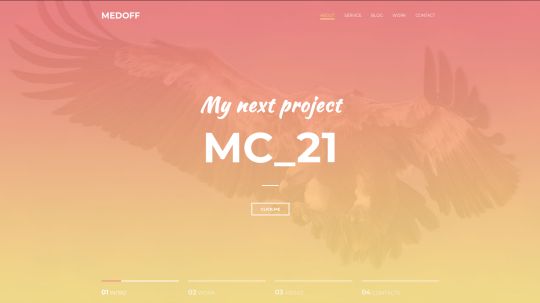 MEDOFF
ABOUT SERVICE BLOG WORK CONTACT
My next project
MC_21
CLICK ME
01 INTRO 02 WORK 03 ABOUT 04 CONTACTS